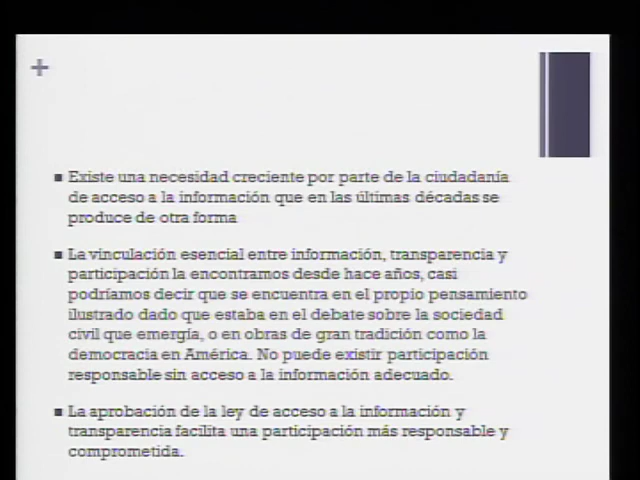 +
▪ Existe una necesidad creciente por parte de la ciudadanía
de acceso a la información que en las últimas décadas se
produce de otra forma
▪ La vinculación esencial entre información, transparencia y
participación la encontramos desde hace años, casi
podríamos decir que se encuentra en el propio pensamiento
ilustrado dado que estaba en el debate sobre la sociedad
civil que emergía, o en obras de gran tradición como la
democracia en América. No puede existir participación
responsable sin acceso a la información adecuado.
▪ La aprobación de la ley de acceso a la información y
transparencia facilita una participación más responsable y
comprometida.